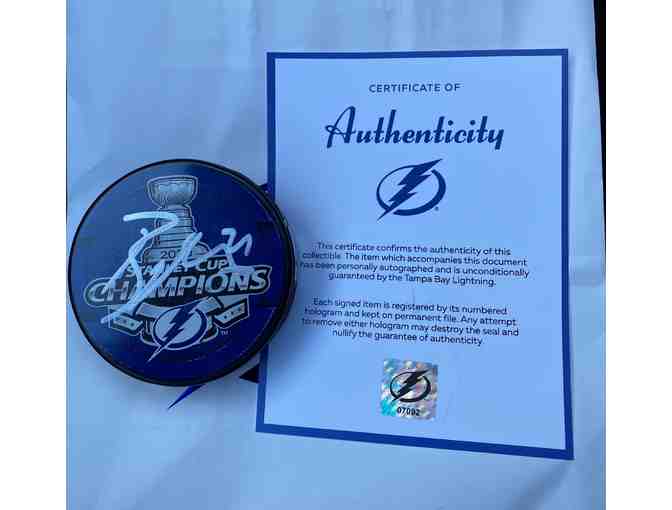 CERTIFICATE OF
Authenticity
This certificate confirms the authenticity of this
collectible. The item which accompanies this document
has been personally autographed and is unconditionally
guaranteed by the Tampa Bay Lightning.
Each signed item is registered by its numbered
hologram and kept on permanent file. Any attempt
to remove either hologram may destroy the seal and
nullify the guarantee of authenticity.
07092
CUP
CHAMPIONS
TM